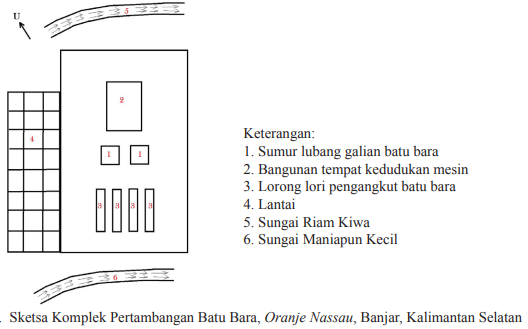 U
5
2
4
1 1
3 3 3 3
6
Keterangan:
1. Sumur lubang galian batu bara
2. Bangunan tempat kedudukan mesin
3. Lorong lori pengangkut batu bara
4. Lantai
5. Sungai Riam Kiwa
6. Sungai Maniapun Kecil
. Sketsa Komplek Pertambangan Batu Bara, Oranje Nassau, Banjar, Kalimantan Selatan